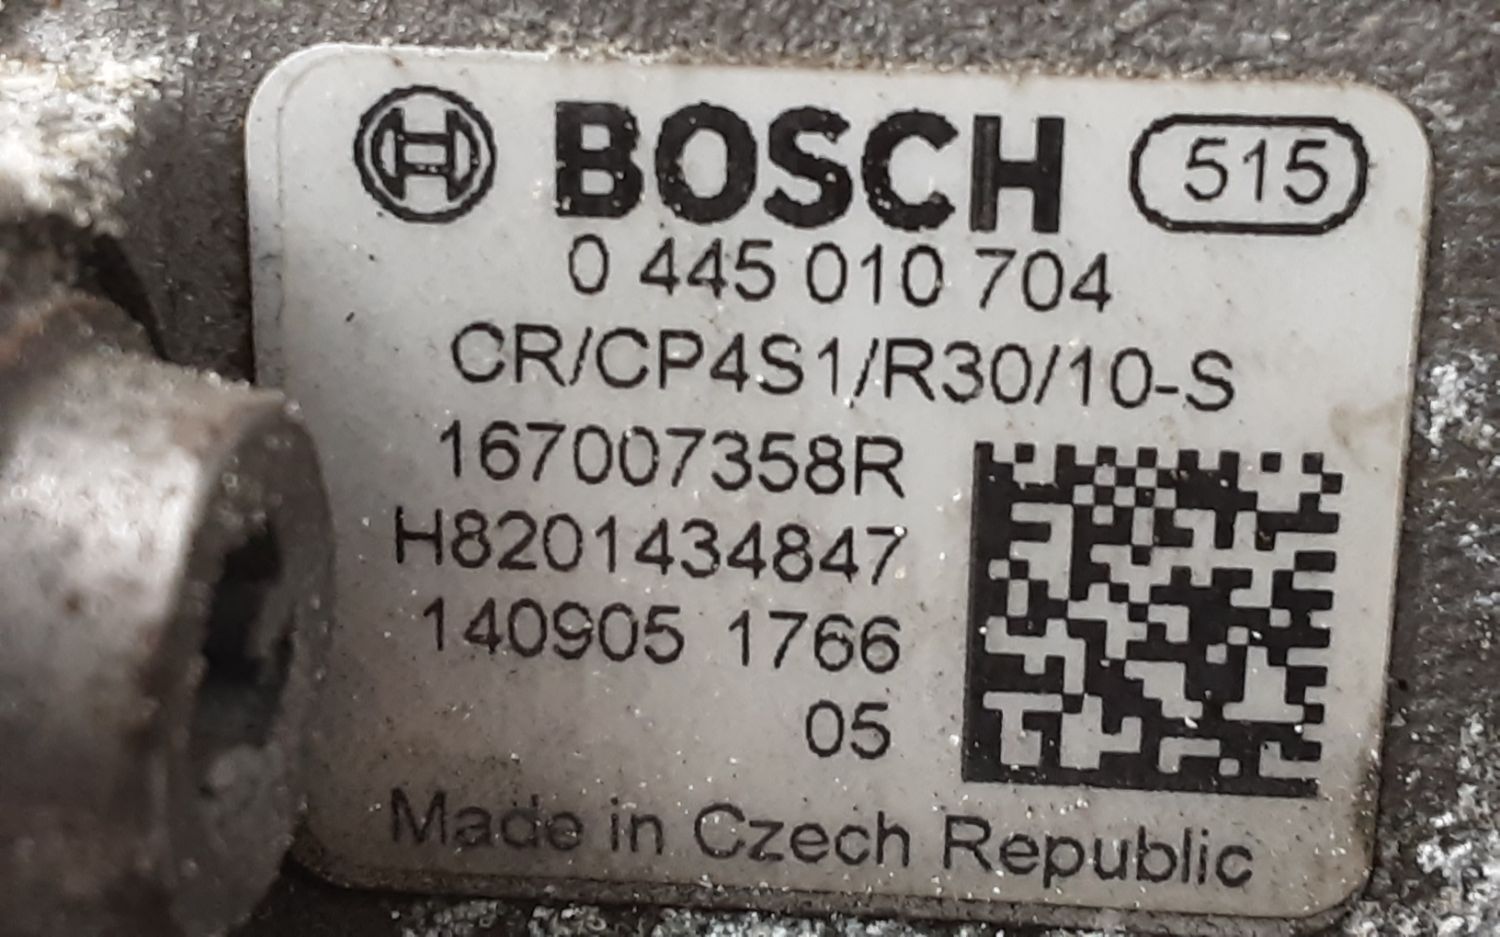 BOSCH 515
0 445 010 704
CR/CP4S1/R30/10-S
167007358R
H8201434847
140905 1766
05
Made in Czech Republic